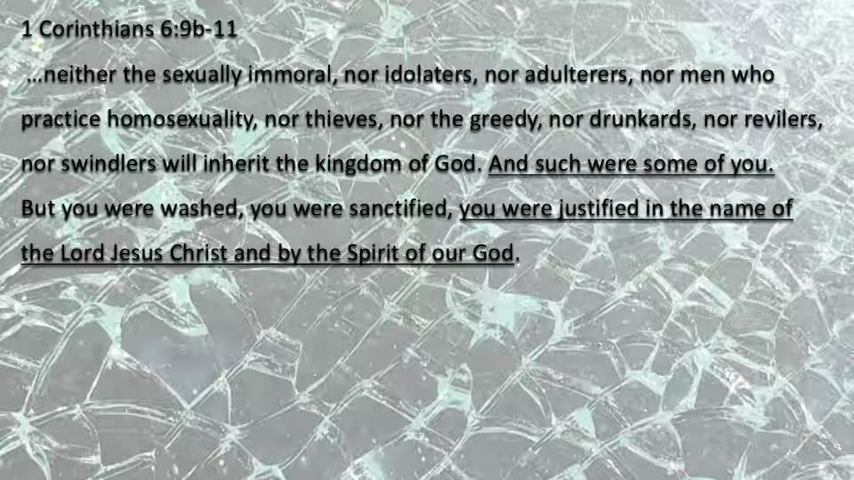 1 Corinthians 6:9b-11
...neither the sexually immoral, nor idolaters, nor adulterers, nor men who
practice homosexuality, nor thieves, nor the greedy, nor drunkards, nor revilers,
nor swindlers will inherit the kingdom of God. And such were some of you.
But you were washed, you were sanctified, you were justified in the name of
the Lord Jesus Christ and by the Spirit of our God.